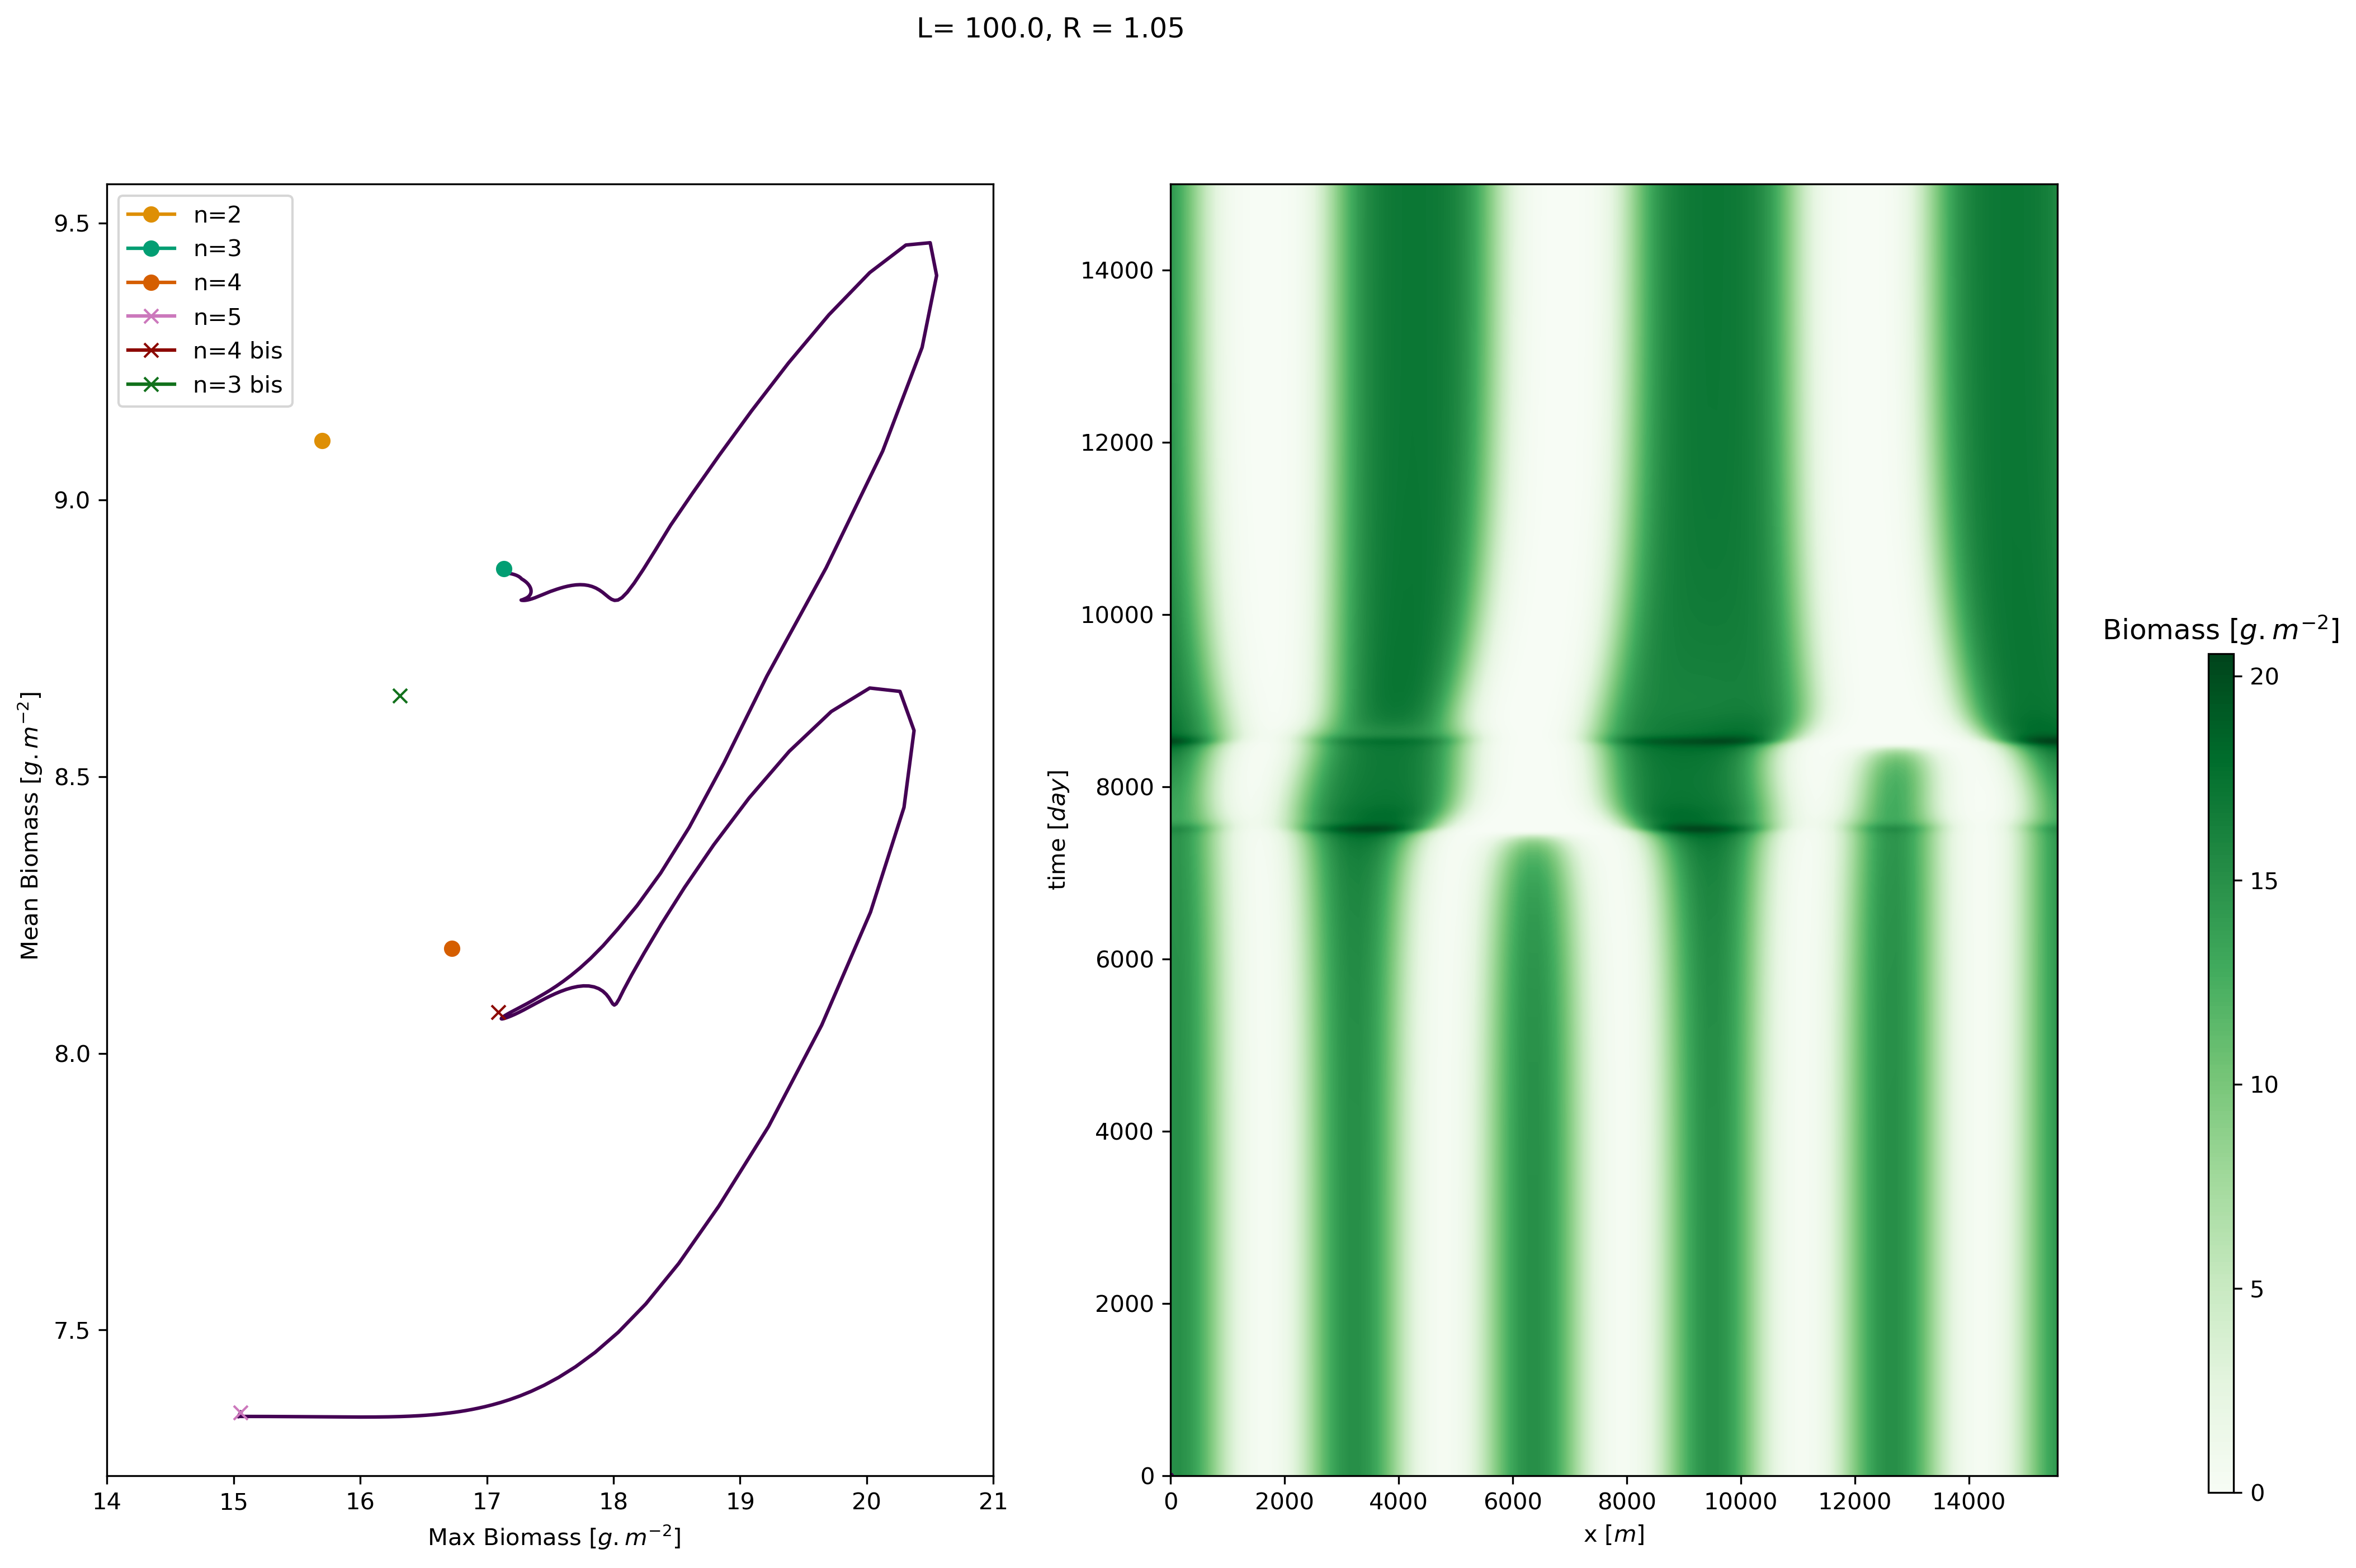 L= 100.0, R = 1.05
n=2
n=3
n=4
n=5
n=4 bis
n=3 bis
9.5
9.0
8.5
8.0
7.5
Mean Biomass [g.m⁻²]
14 15 16 17 18 19 20 21
Max Biomass [g.m⁻²]
14000
12000
10000
8000
6000
4000
2000
0
time [day]
0 2000 4000 6000 8000 10000 12000 14000
x [m]
Biomass [g.m⁻²]
20
15
10
5
0